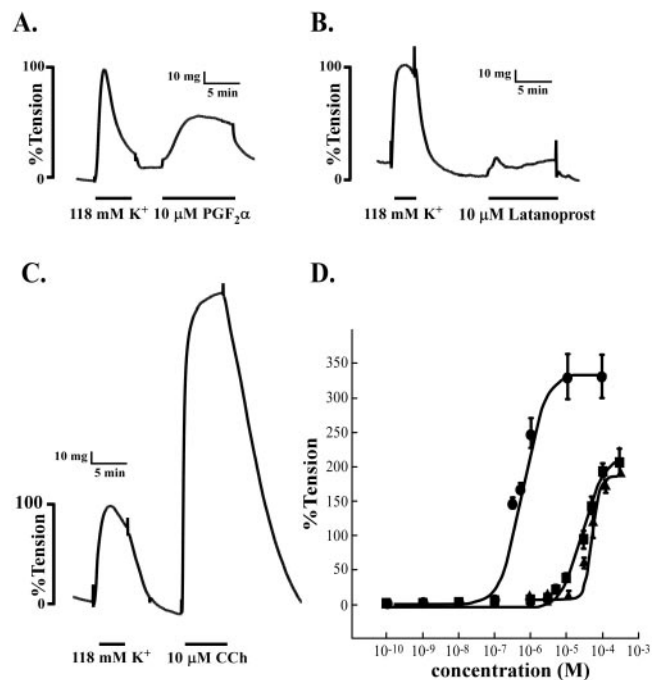 A.
100
%Tension
0
10 mg
5 min
118 mM K⁺
10 μM PGF₂α
B.
100
%Tension
0
10 mg
5 min
118 mM K⁺
10 μM Latanoprost
C.
10 mg
5 min
100
%Tension
0
118 mM K⁺
10 μM CCh
D.
350
300
250
200
150
100
50
0
%Tension
10⁻¹⁰ 10⁻⁹ 10⁻⁸ 10⁻⁷ 10⁻⁶ 10⁻⁵ 10⁻⁴ 10⁻³
concentration (M)